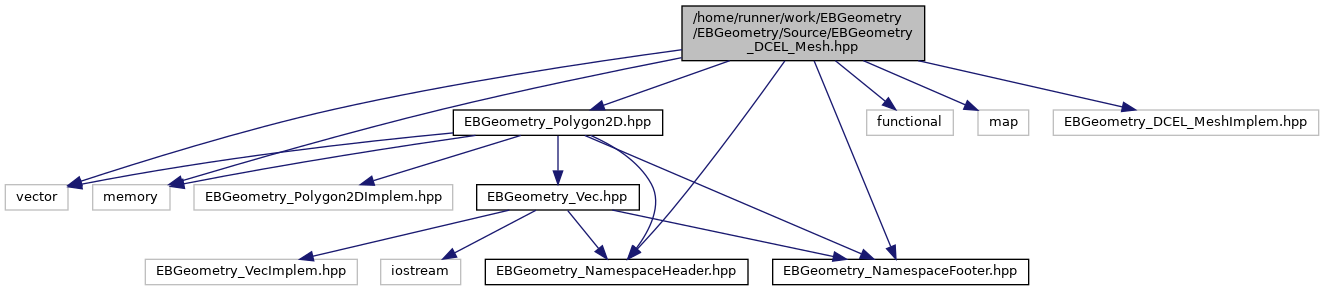 /home/runner/work/EBGeometry
/EBGeometry/Source/EBGeometry
_DCEL_Mesh.hpp
EBGeometry_Polygon2D.hpp
functional
map
EBGeometry_DCEL_MeshImplem.hpp
vector
memory
EBGeometry_Polygon2DImplem.hpp
EBGeometry_Vec.hpp
EBGeometry_VecImplem.hpp
iostream
EBGeometry_NamespaceHeader.hpp
EBGeometry_NamespaceFooter.hpp